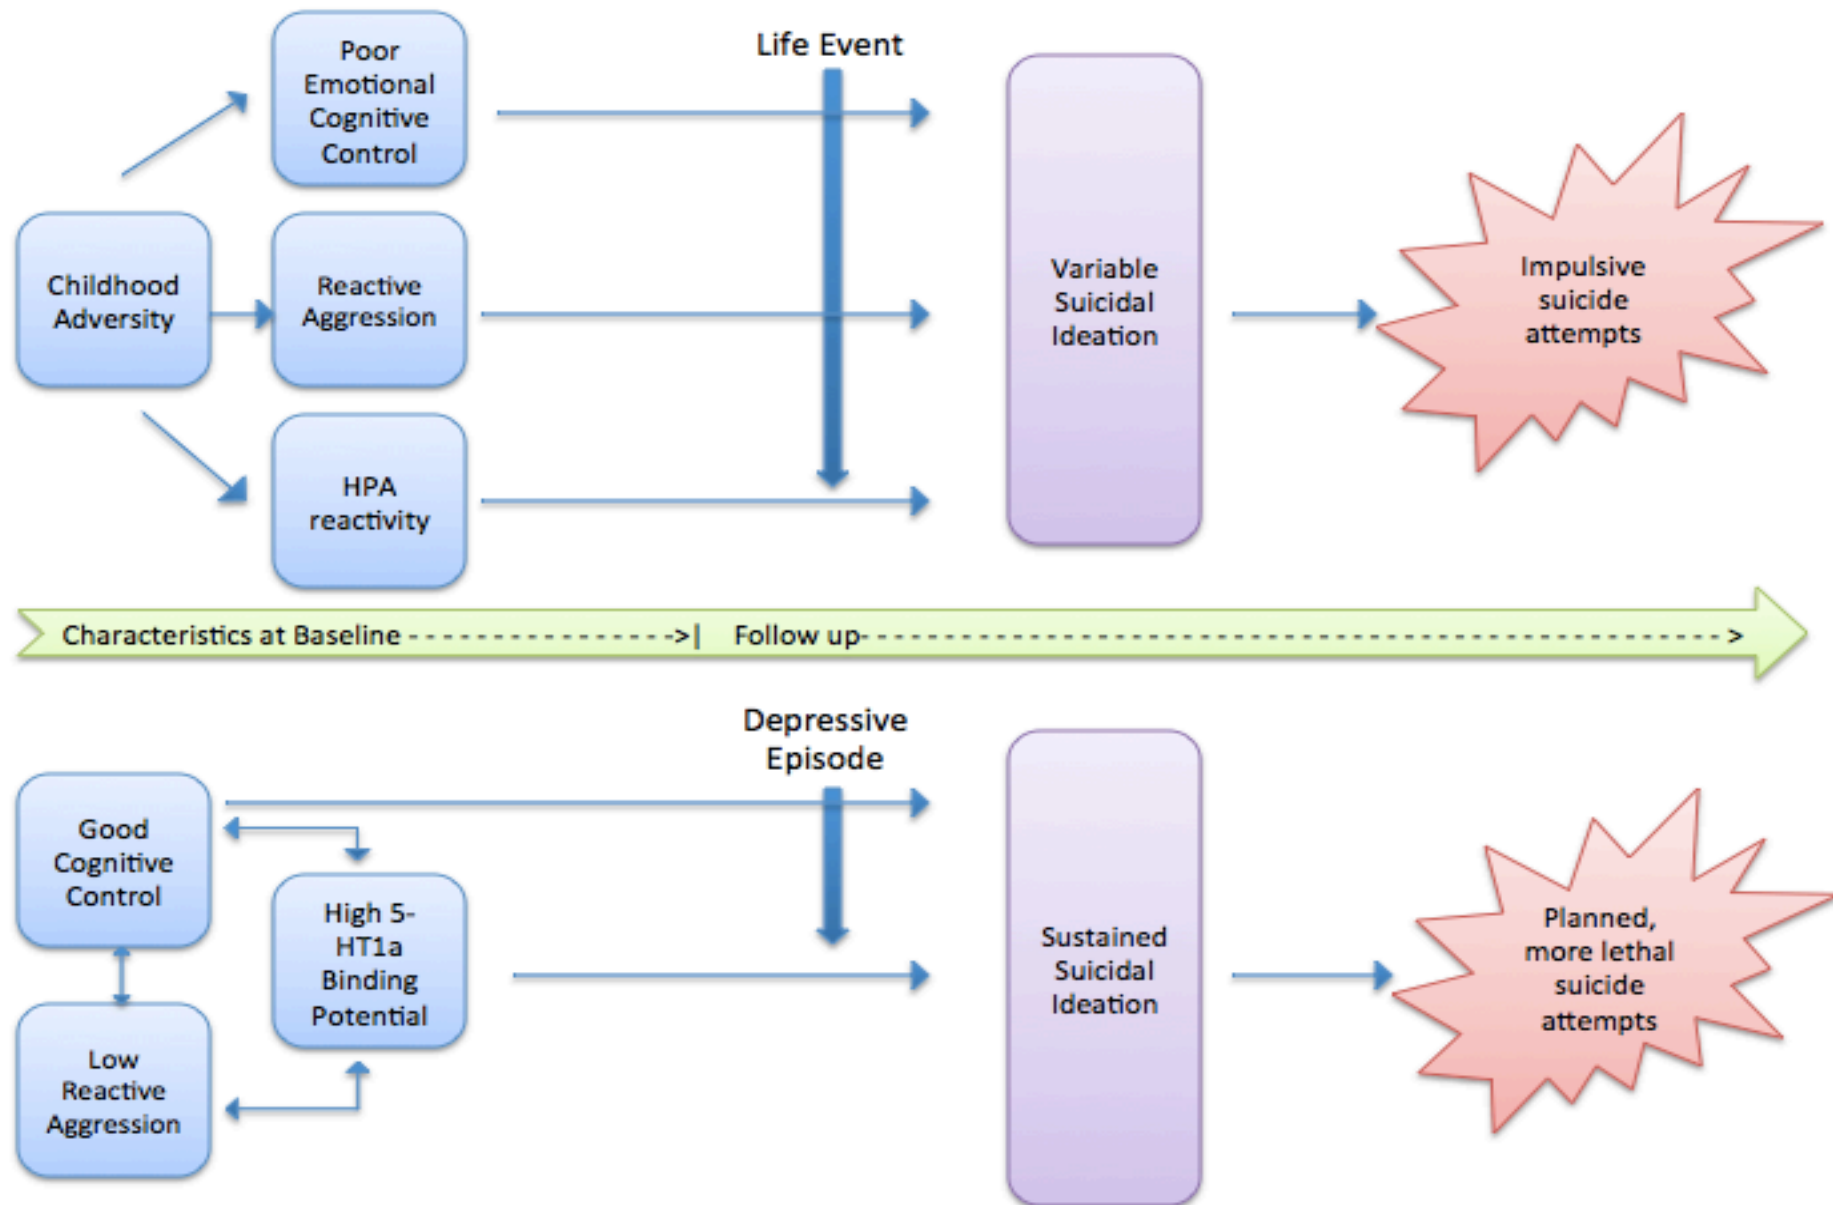 Poor
Emotional
Cognitive
Control
Life Event
Childhood
Adversity
Reactive
Aggression
HPA
reactivity
Variable
Suicidal
Ideation
Impulsive
suicide
attempts
Characteristics at Baseline - - - - - - - - - - - - - - - - ->| Follow up- - - - - - - - - - - - - - - - - - - - - - - - - - - - - - - - - - - - - - - - - - - - - - - - - - - - >
Depressive
Episode
Good
Cognitive
Control
High 5-
HT1a
Binding
Potential
Low
Reactive
Aggression
Sustained
Suicidal
Ideation
Planned,
more lethal
suicide
attempts